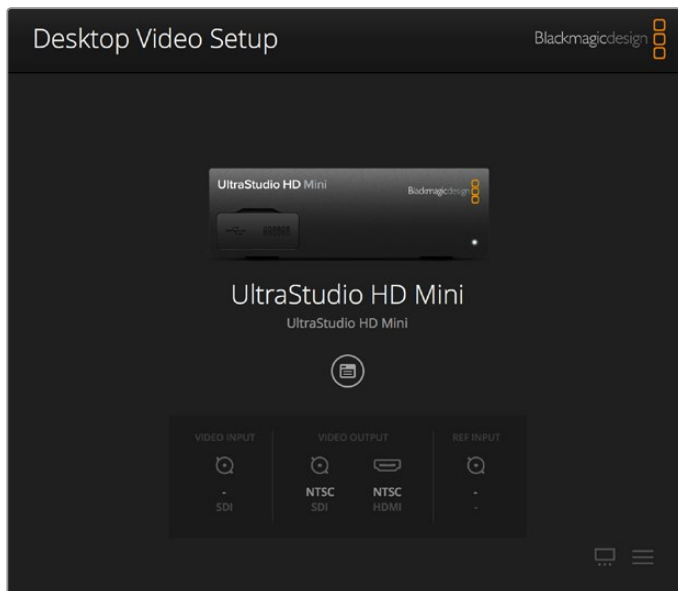 Desktop Video Setup
Blackmagicdesign
UltraStudio HD Mini
Blackmagicdesign
UltraStudio HD Mini
UltraStudio HD Mini
VIDEO INPUT VIDEO OUTPUT REF INPUT
- NTSC NTSC -
SDI SDI HDMI -